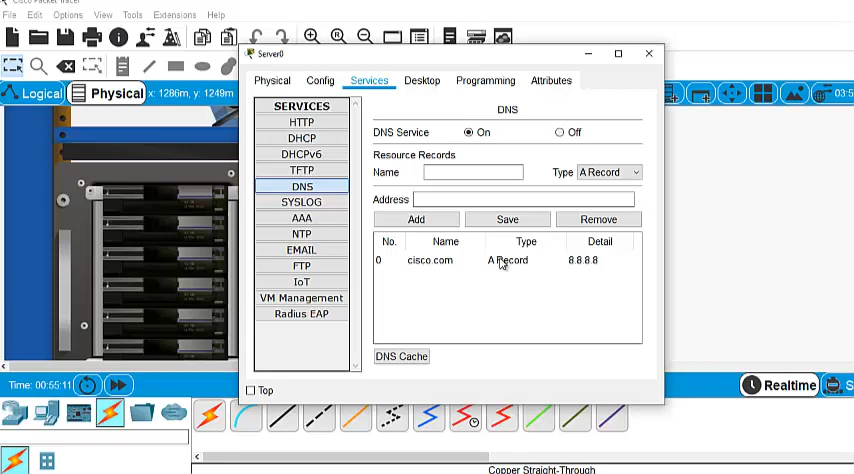 Cisco Packet Tracer
File Edit Options View Tools Extensions Help
Server0
Physical Config Services Desktop Programming Attributes
Logical Physical x: 1286m, y: 1249m
03:5
SERVICES
HTTP
DHCP
DHCPv6
TFTP
DNS
SYSLOG
AAA
NTP
EMAIL
FTP
IoT
VM Management
Radius EAP
DNS
DNS Service On Off
Resource Records
Name Type A Record
Address
Add Save Remove
No. Name Type Detail
0 cisco.com A Record 8.8.8.8
DNS Cache
Top
Time: 00:55:11
Realtime S
Copper Straight-Through